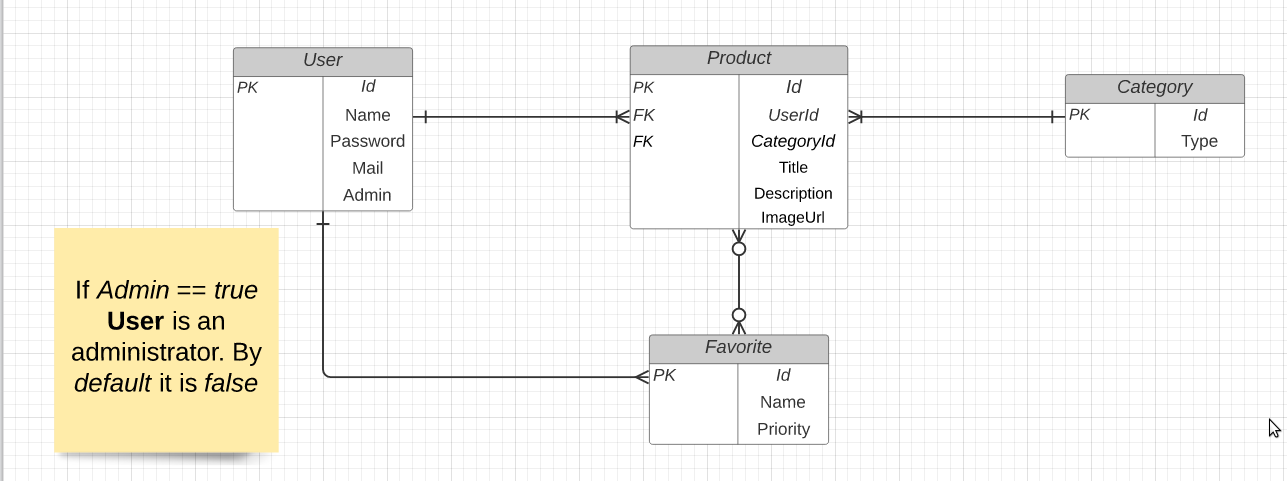 User
PK Id
Name
Password
Mail
Admin
Product
PK Id
FK UserId
FK CategoryId
Title
Description
ImageUrl
Category
PK Id
Type
If Admin == true
User is an
administrator. By
default it is false
Favorite
PK Id
Name
Priority